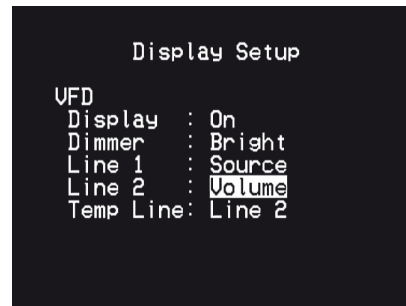 Display Setup
VFD
Display : On
Dimmer : Bright
Line 1 : Source
Line 2 : Volume
Temp Line: Line 2